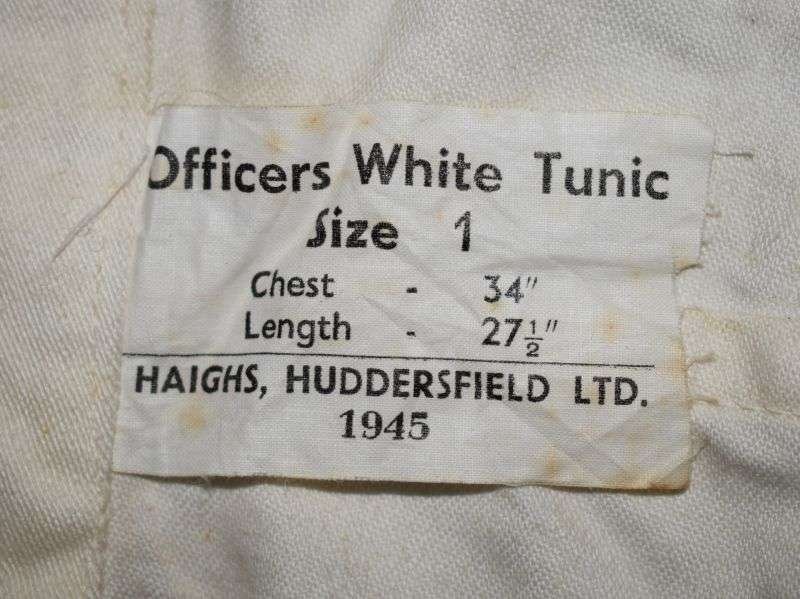 Officers White Tunic
Size 1
Chest - 34"
Length - 27½"
HAIGHS, HUDDERSFIELD LTD.
1945